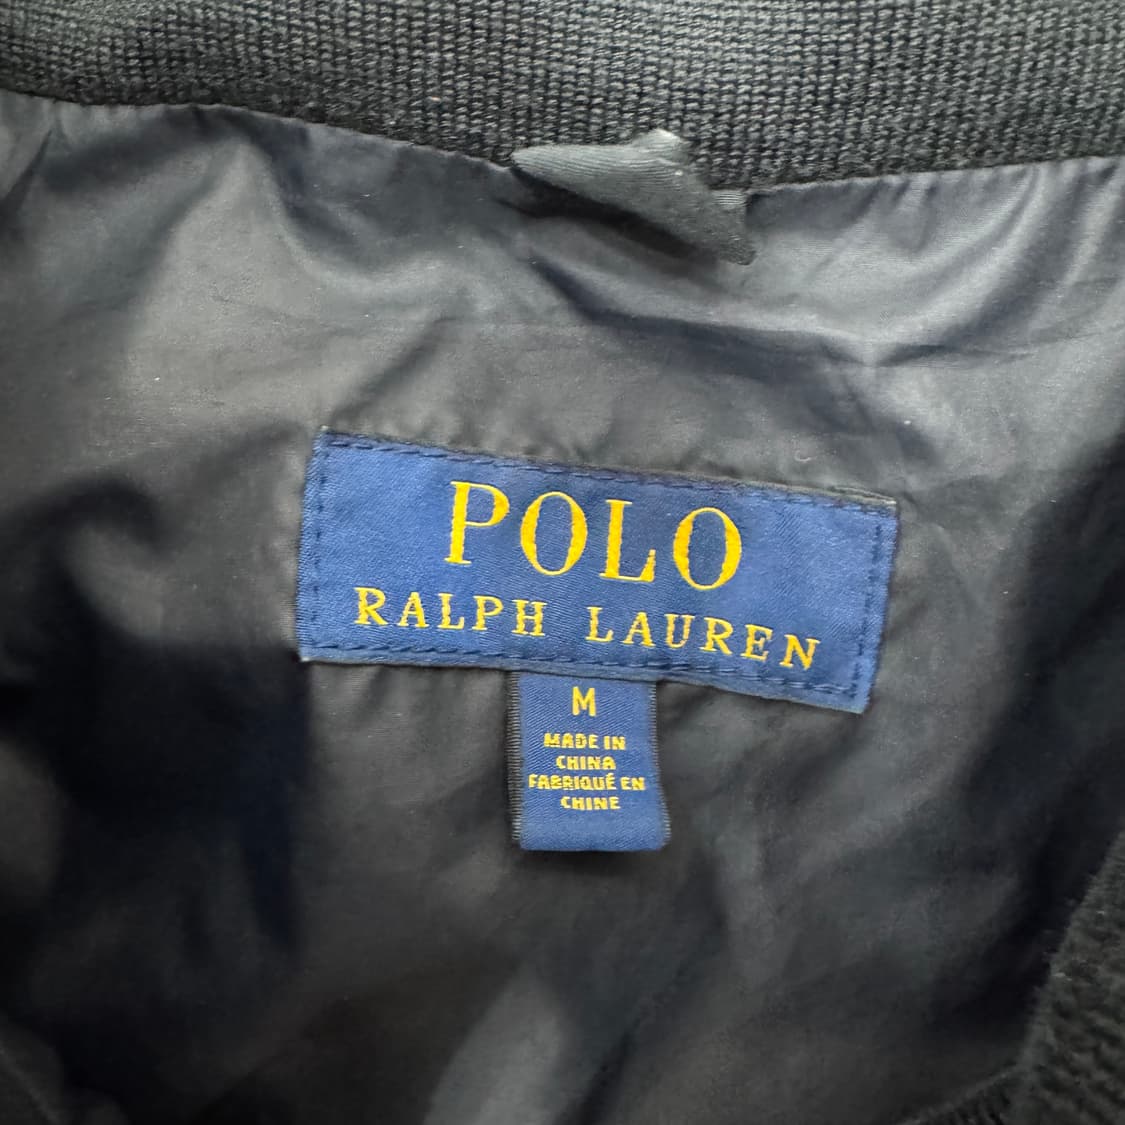 POLO
RALPH LAUREN
M
MADE IN
CHINA
FABRIQUÉ EN
CHINE